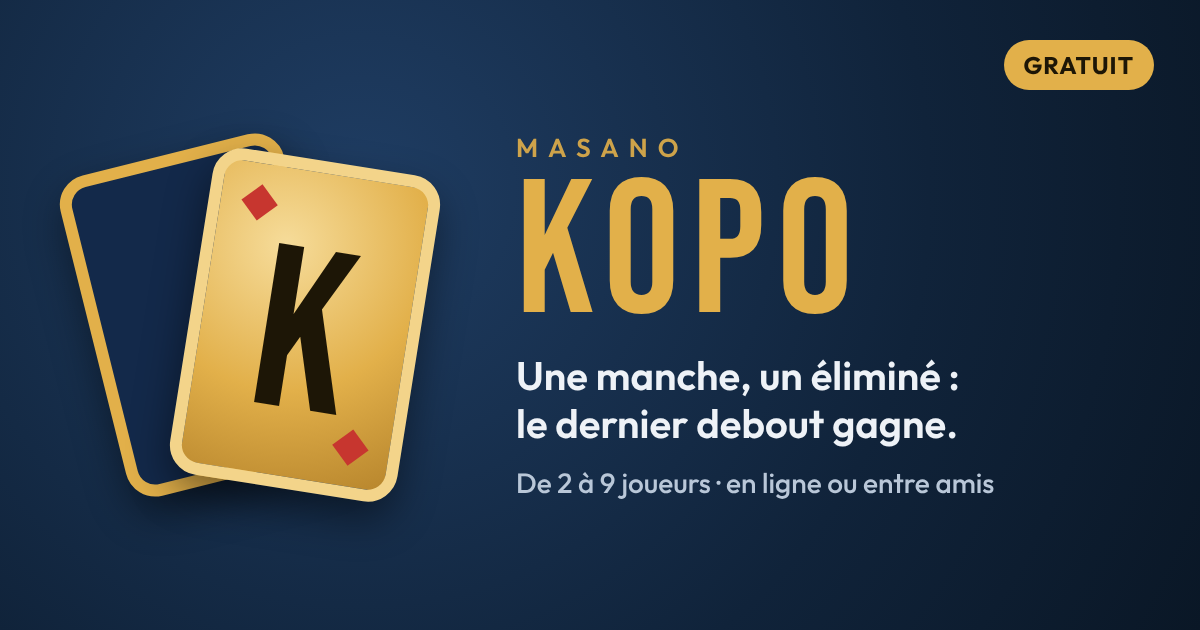 GRATUIT
MASANO
KOPO
K
Une manche, un éliminé :
le dernier debout gagne.
De 2 à 9 joueurs · en ligne ou entre amis